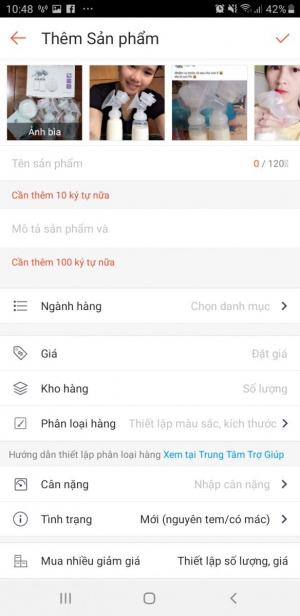 10:48
42%
Thêm Sản phẩm
Ảnh bìa
Tên sản phẩm
0 / 120
Cần thêm 10 ký tự nữa
Mô tả sản phẩm và
Cần thêm 100 ký tự nữa
Ngành hàng
Chọn danh mục
Giá
Đặt giá
Kho hàng
Số lượng
Phân loại hàng
Thiết lập màu sắc, kích thước
Hướng dẫn thiết lập phân loại hàng Xem tại Trung Tâm Trợ Giúp
Cân nặng
Nhập cân nặng
Tình trạng
Mới (nguyên tem/có mác)
Mua nhiều giảm giá
Thiết lập số lượng, giá